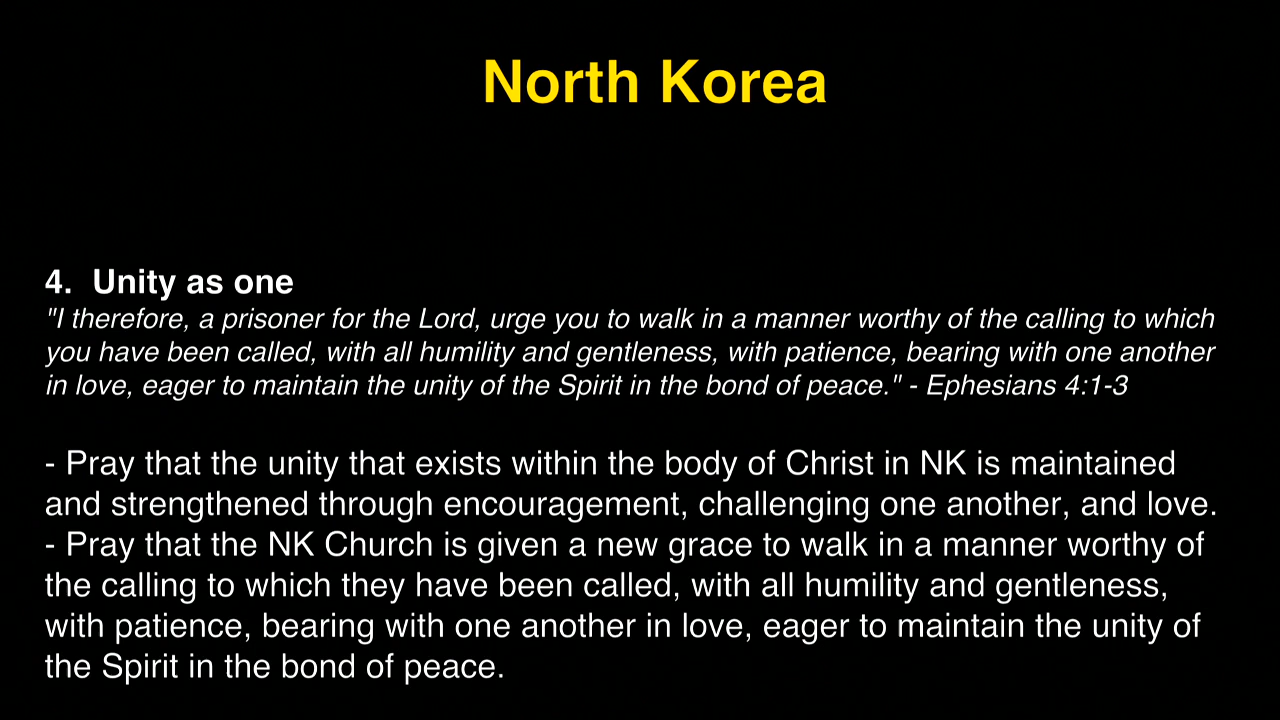 North Korea
4.  Unity as one
"I therefore, a prisoner for the Lord, urge you to walk in a manner worthy of the calling to which
you have been called, with all humility and gentleness, with patience, bearing with one another
in love, eager to maintain the unity of the Spirit in the bond of peace." - Ephesians 4:1-3
- Pray that the unity that exists within the body of Christ in NK is maintained
and strengthened through encouragement, challenging one another, and love.
- Pray that the NK Church is given a new grace to walk in a manner worthy of
the calling to which they have been called, with all humility and gentleness,
with patience, bearing with one another in love, eager to maintain the unity of
the Spirit in the bond of peace.